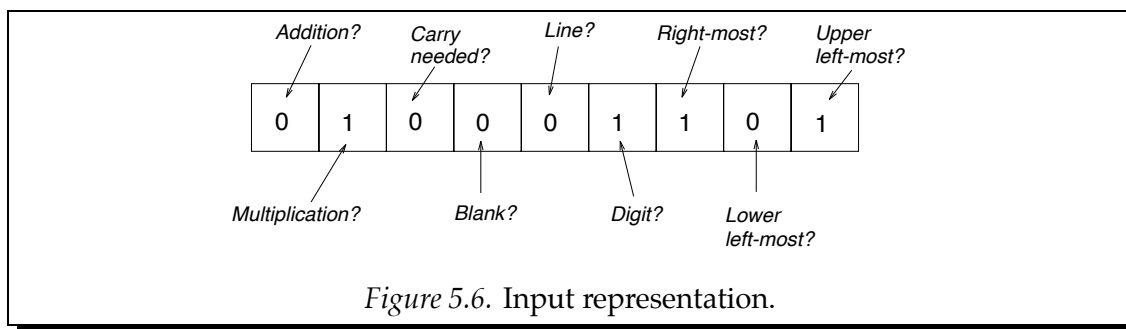 Addition?
Carry
needed?
Line?
Right-most?
Upper
left-most?
0 1 0 0 0 1 1 0 1
Multiplication?
Blank?
Digit?
Lower
left-most?
Figure 5.6. Input representation.